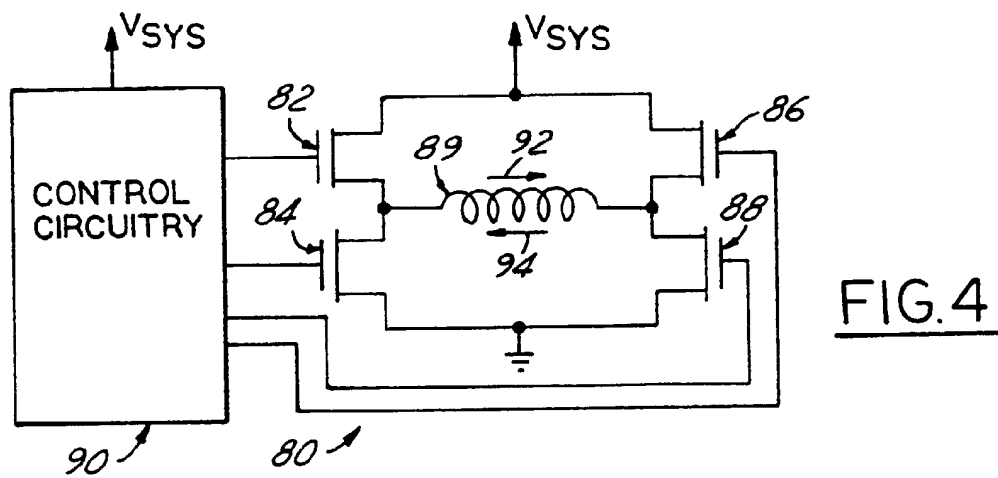 VSYS
VSYS
82
86
89
92
CONTROL
CIRCUITRY
84
88
94
FIG. 4
90
80